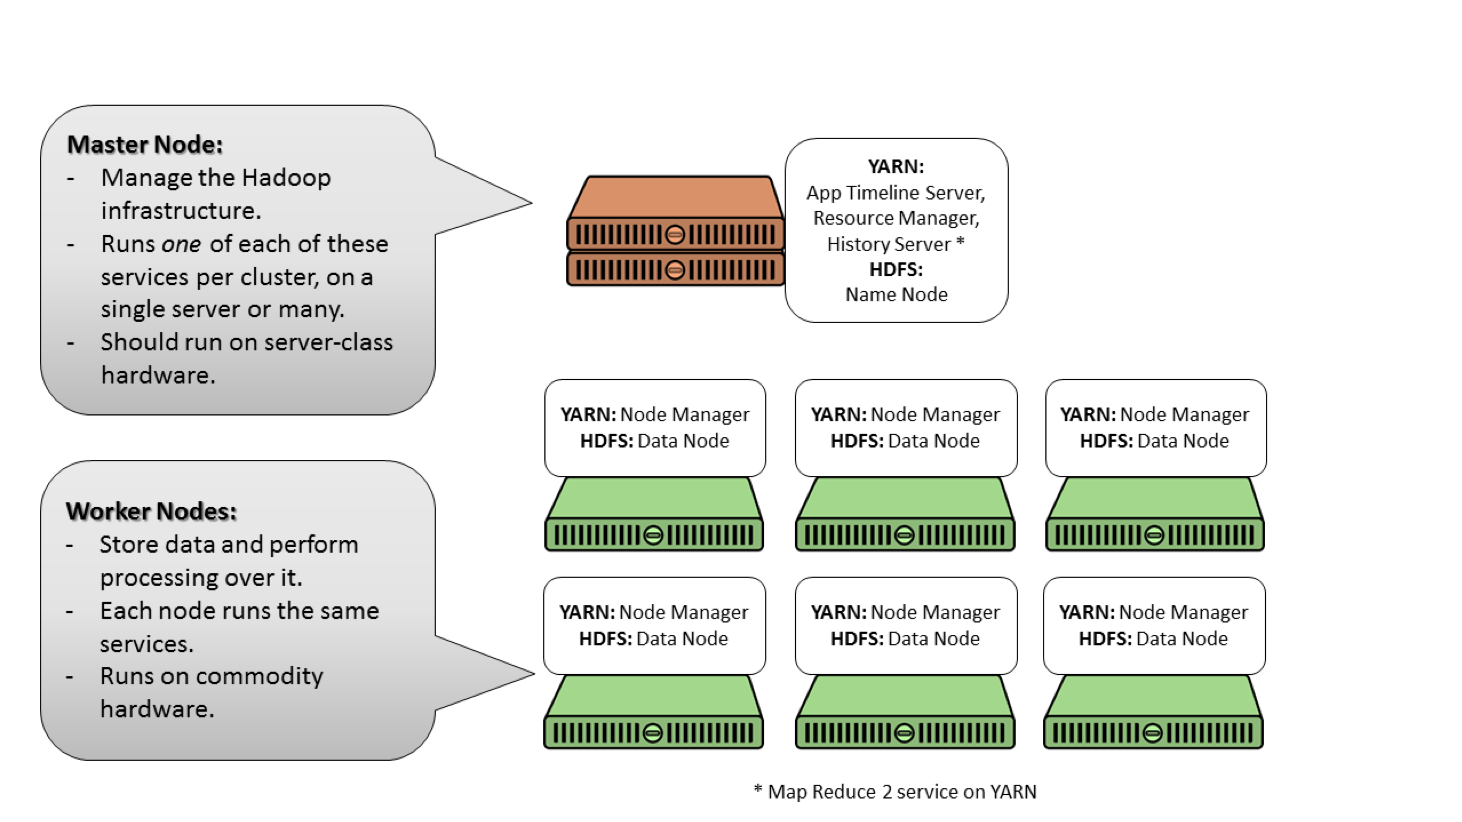 Master Node:
- Manage the Hadoop
infrastructure.
- Runs one of each of these
services per cluster, on a
single server or many.
- Should run on server-class
hardware.
YARN:
App Timeline Server,
Resource Manager,
History Server *
HDFS:
Name Node
YARN: Node Manager
HDFS: Data Node
YARN: Node Manager
HDFS: Data Node
YARN: Node Manager
HDFS: Data Node
Worker Nodes:
- Store data and perform
processing over it.
- Each node runs the same
services.
- Runs on commodity
hardware.
YARN: Node Manager
HDFS: Data Node
YARN: Node Manager
HDFS: Data Node
YARN: Node Manager
HDFS: Data Node
* Map Reduce 2 service on YARN